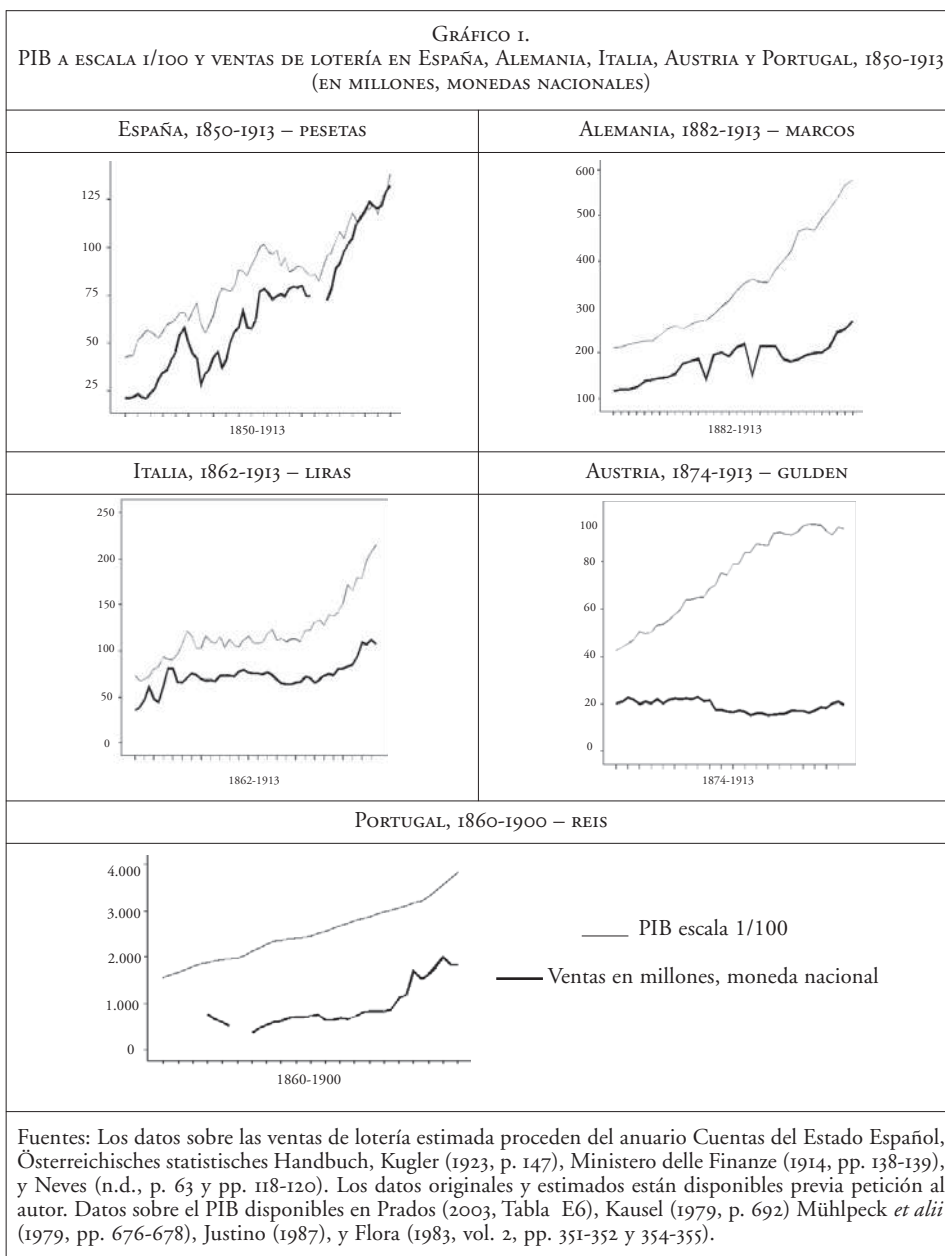 Gráfico 1.
PIB a escala 1/100 y ventas de lotería en España, Alemania, Italia, Austria y Portugal, 1850-1913
(en millones, monedas nacionales)
España, 1850-1913 – pesetas
Alemania, 1882-1913 – marcos
125
100
75
50
25
1850-1913
600
500
400
300
200
100
1882-1913
Italia, 1862-1913 – liras
Austria, 1874-1913 – gulden
250
200
150
100
50
0
1862-1913
100
80
60
40
20
0
1874-1913
Portugal, 1860-1900 – reis
4.000
3.000
2.000
1.000
0
1860-1900
PIB escala 1/100
Ventas en millones, moneda nacional
Fuentes: Los datos sobre las ventas de lotería estimada proceden del anuario Cuentas del Estado Español,
Österreichisches statistisches Handbuch, Kugler (1923, p. 147), Ministero delle Finanze (1914, pp. 138-139),
y Neves (n.d., p. 63 y pp. 118-120). Los datos originales y estimados están disponibles previa petición al
autor. Datos sobre el PIB disponibles en Prados (2003, Tabla E6), Kausel (1979, p. 692) Mühlpeck et alii
(1979, pp. 676-678), Justino (1987), y Flora (1983, vol. 2, pp. 351-352 y 354-355).